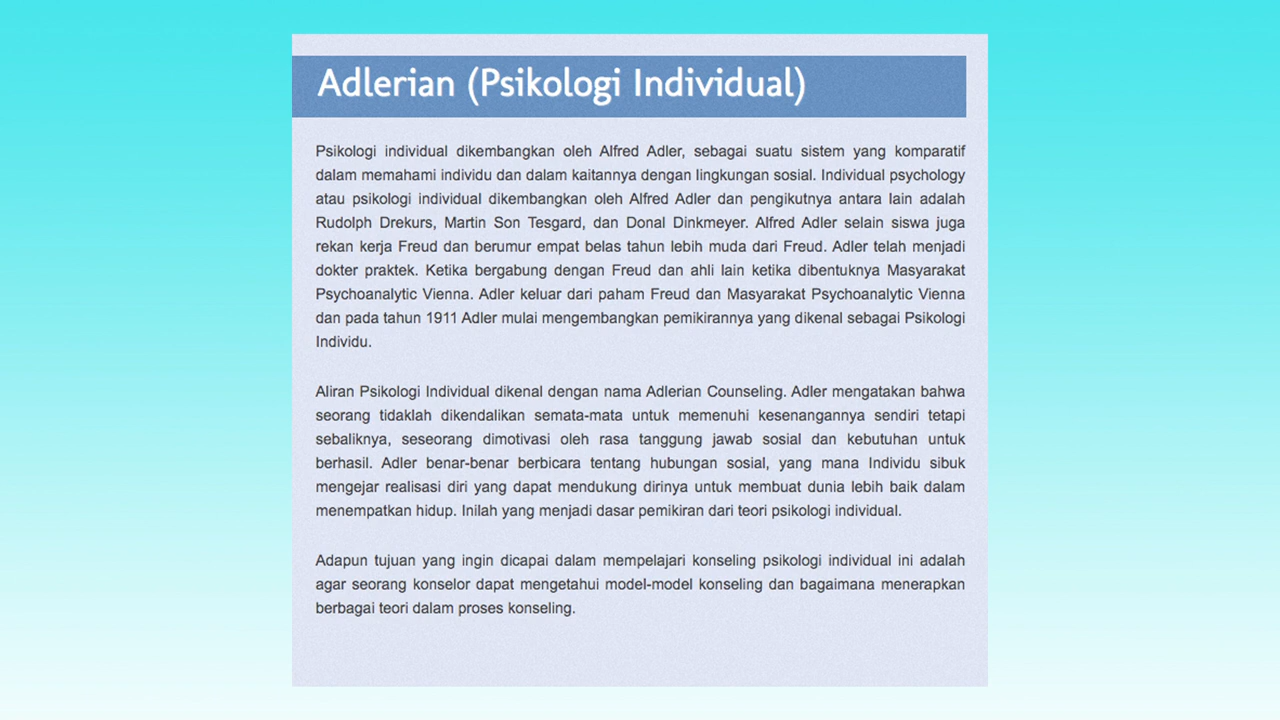 Adlerian (Psikologi Individual)
Psikologi individual dikembangkan oleh Alfred Adler, sebagai suatu sistem yang komparatif
dalam memahami individu dan dalam kaitannya dengan lingkungan sosial. Individual psychology
atau psikologi individual dikembangkan oleh Alfred Adler dan pengikutnya antara lain adalah
Rudolph Drekurs, Martin Son Tesgard, dan Donal Dinkmeyer. Alfred Adler selain siswa juga
rekan kerja Freud dan berumur empat belas tahun lebih muda dari Freud. Adler telah menjadi
dokter praktek. Ketika bergabung dengan Freud dan ahli lain ketika dibentuknya Masyarakat
Psychoanalytic Vienna. Adler keluar dari paham Freud dan Masyarakat Psychoanalytic Vienna
dan pada tahun 1911 Adler mulai mengembangkan pemikirannya yang dikenal sebagai Psikologi
Individu.
Aliran Psikologi Individual dikenal dengan nama Adlerian Counseling. Adler mengatakan bahwa
seorang tidaklah dikendalikan semata-mata untuk memenuhi kesenangannya sendiri tetapi
sebaliknya, seseorang dimotivasi oleh rasa tanggung jawab sosial dan kebutuhan untuk
berhasil. Adler benar-benar berbicara tentang hubungan sosial, yang mana Individu sibuk
mengejar realisasi diri yang dapat mendukung dirinya untuk membuat dunia lebih baik dalam
menempatkan hidup. Inilah yang menjadi dasar pemikiran dari teori psikologi individual.
Adapun tujuan yang ingin dicapai dalam mempelajari konseling psikologi individual ini adalah
agar seorang konselor dapat mengetahui model-model konseling dan bagaimana menerapkan
berbagai teori dalam proses konseling.